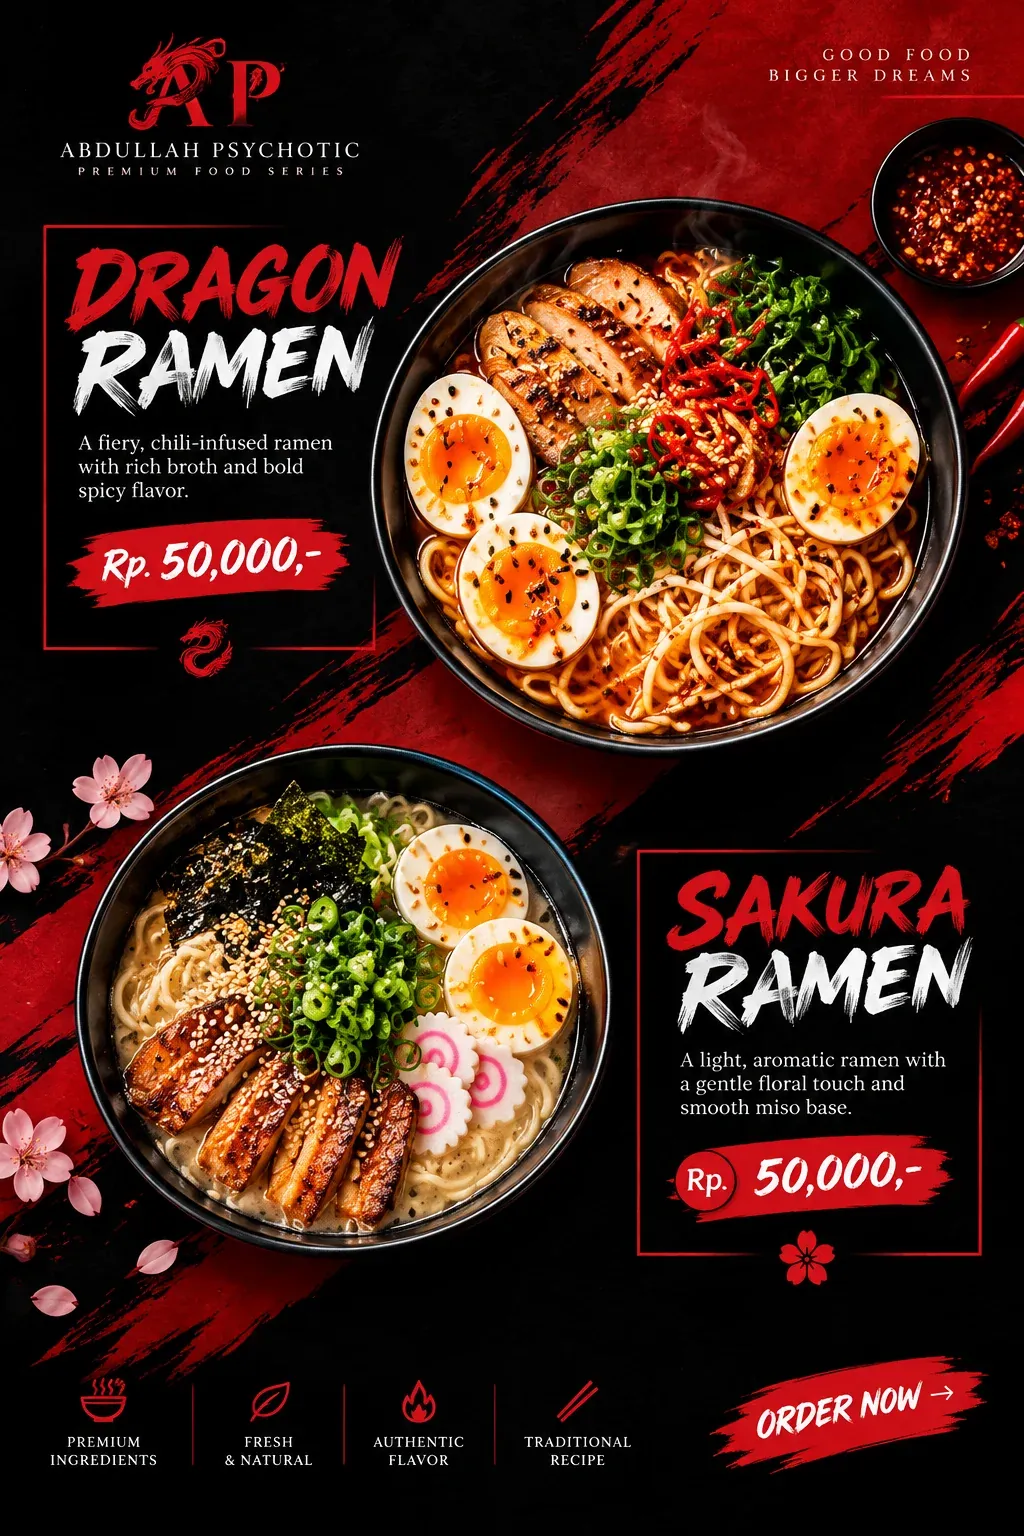 AP
ABDULLAH PSYCHOTIC
PREMIUM FOOD SERIES
GOOD FOOD
BIGGER DREAMS
DRAGON
RAMEN
A fiery, chili-infused ramen
with rich broth and bold
spicy flavor.
Rp. 50,000,-
SAKURA
RAMEN
A light, aromatic ramen with
a gentle floral touch and
smooth miso base.
Rp. 50,000,-
PREMIUM
INGREDIENTS
FRESH
& NATURAL
AUTHENTIC
FLAVOR
TRADITIONAL
RECIPE
ORDER NOW →